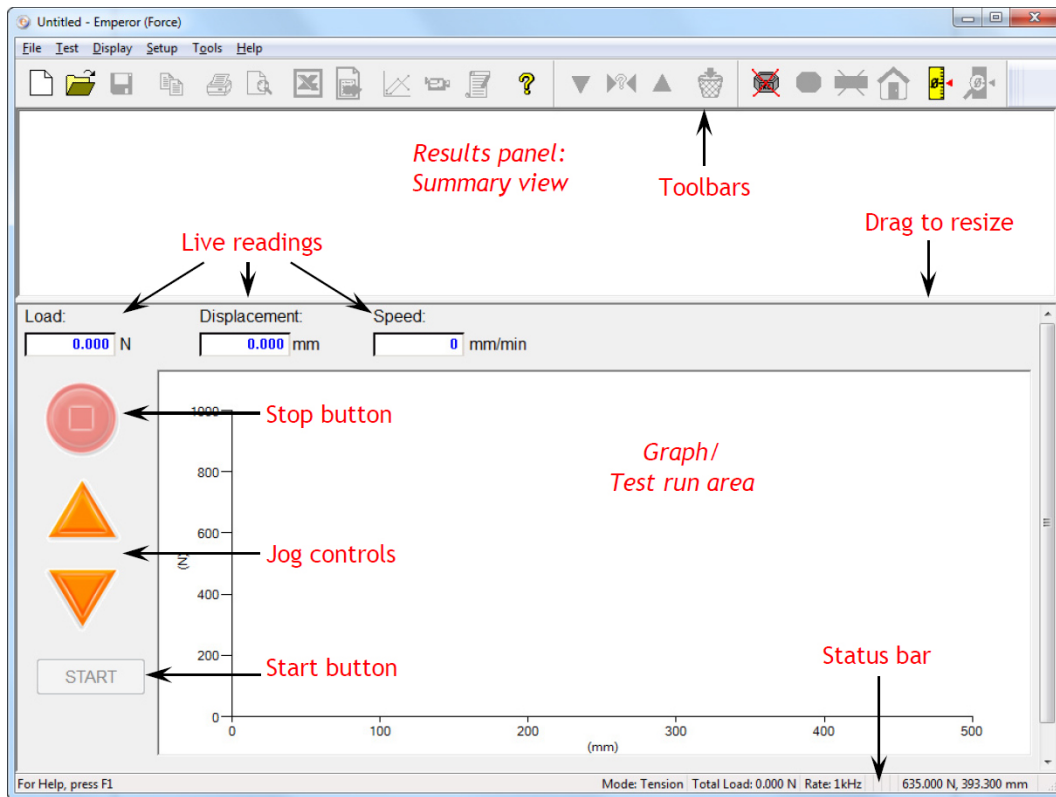 Untitled - Emperor (Force)
File Test Display Setup Tools Help
Results panel:
Summary view
Toolbars
Drag to resize
Live readings
Load: Displacement: Speed:
0.000 N 0.000 mm 0 mm/min
Stop button
Graph/
Test run area
Jog controls
START
Start button
Status bar
1000
800
600
400
200
0
(N)
0 100 200 300 400 500
(mm)
For Help, press F1 Mode: Tension Total Load: 0.000 N Rate: 1kHz 635.000 N, 393.300 mm